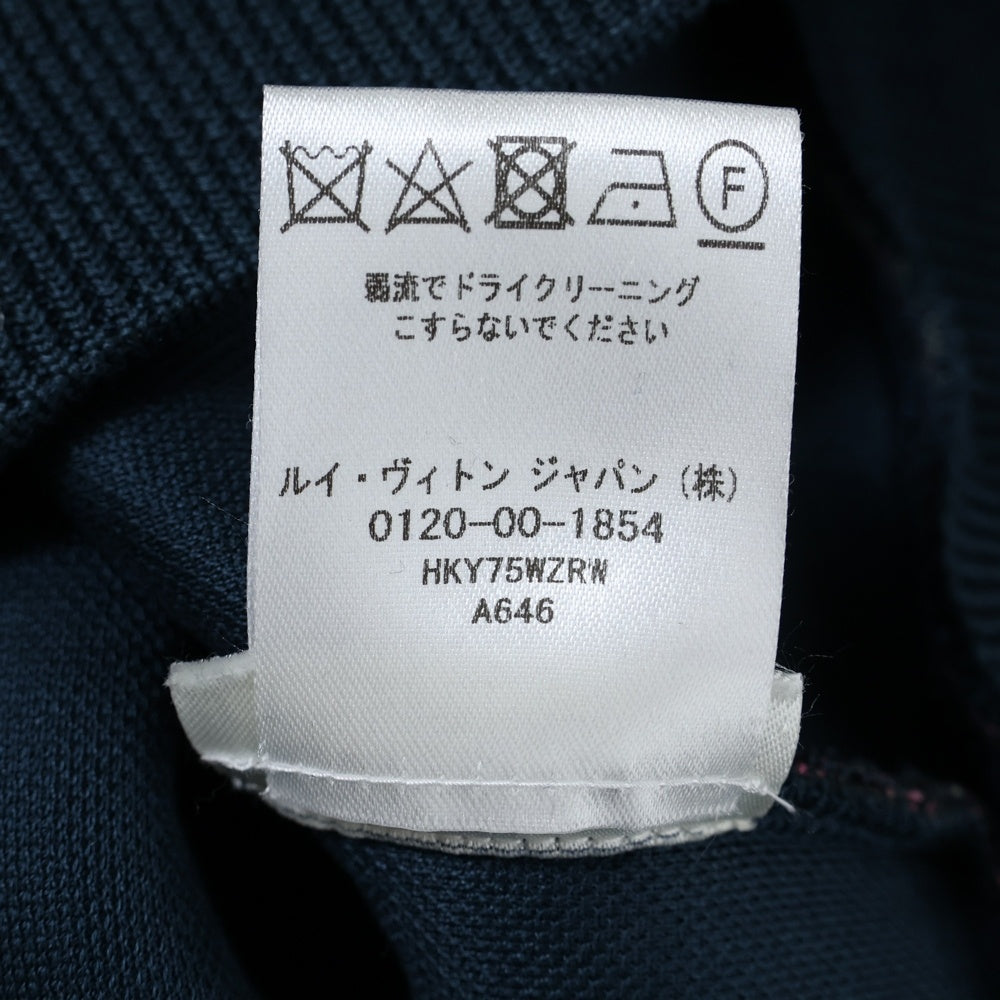 F
弱流でドライクリーニング
こすらないでください
ルイ・ヴィトン ジャパン (株)
0120-00-1854
HKY75WZRW
A646